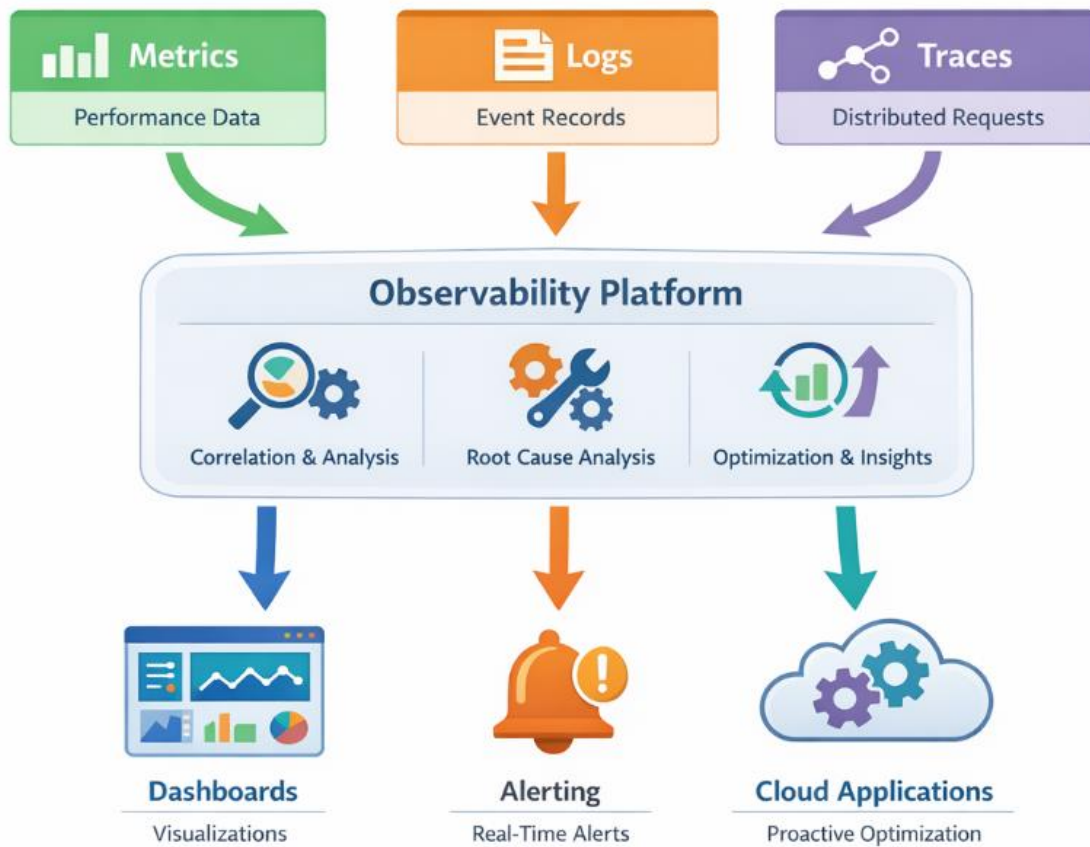 Metrics
Logs
Traces
Performance Data
Event Records
Distributed Requests
Observability Platform
Correlation & Analysis
Root Cause Analysis
Optimization & Insights
Dashboards
Alerting
Cloud Applications
Visualizations
Real-Time Alerts
Proactive Optimization